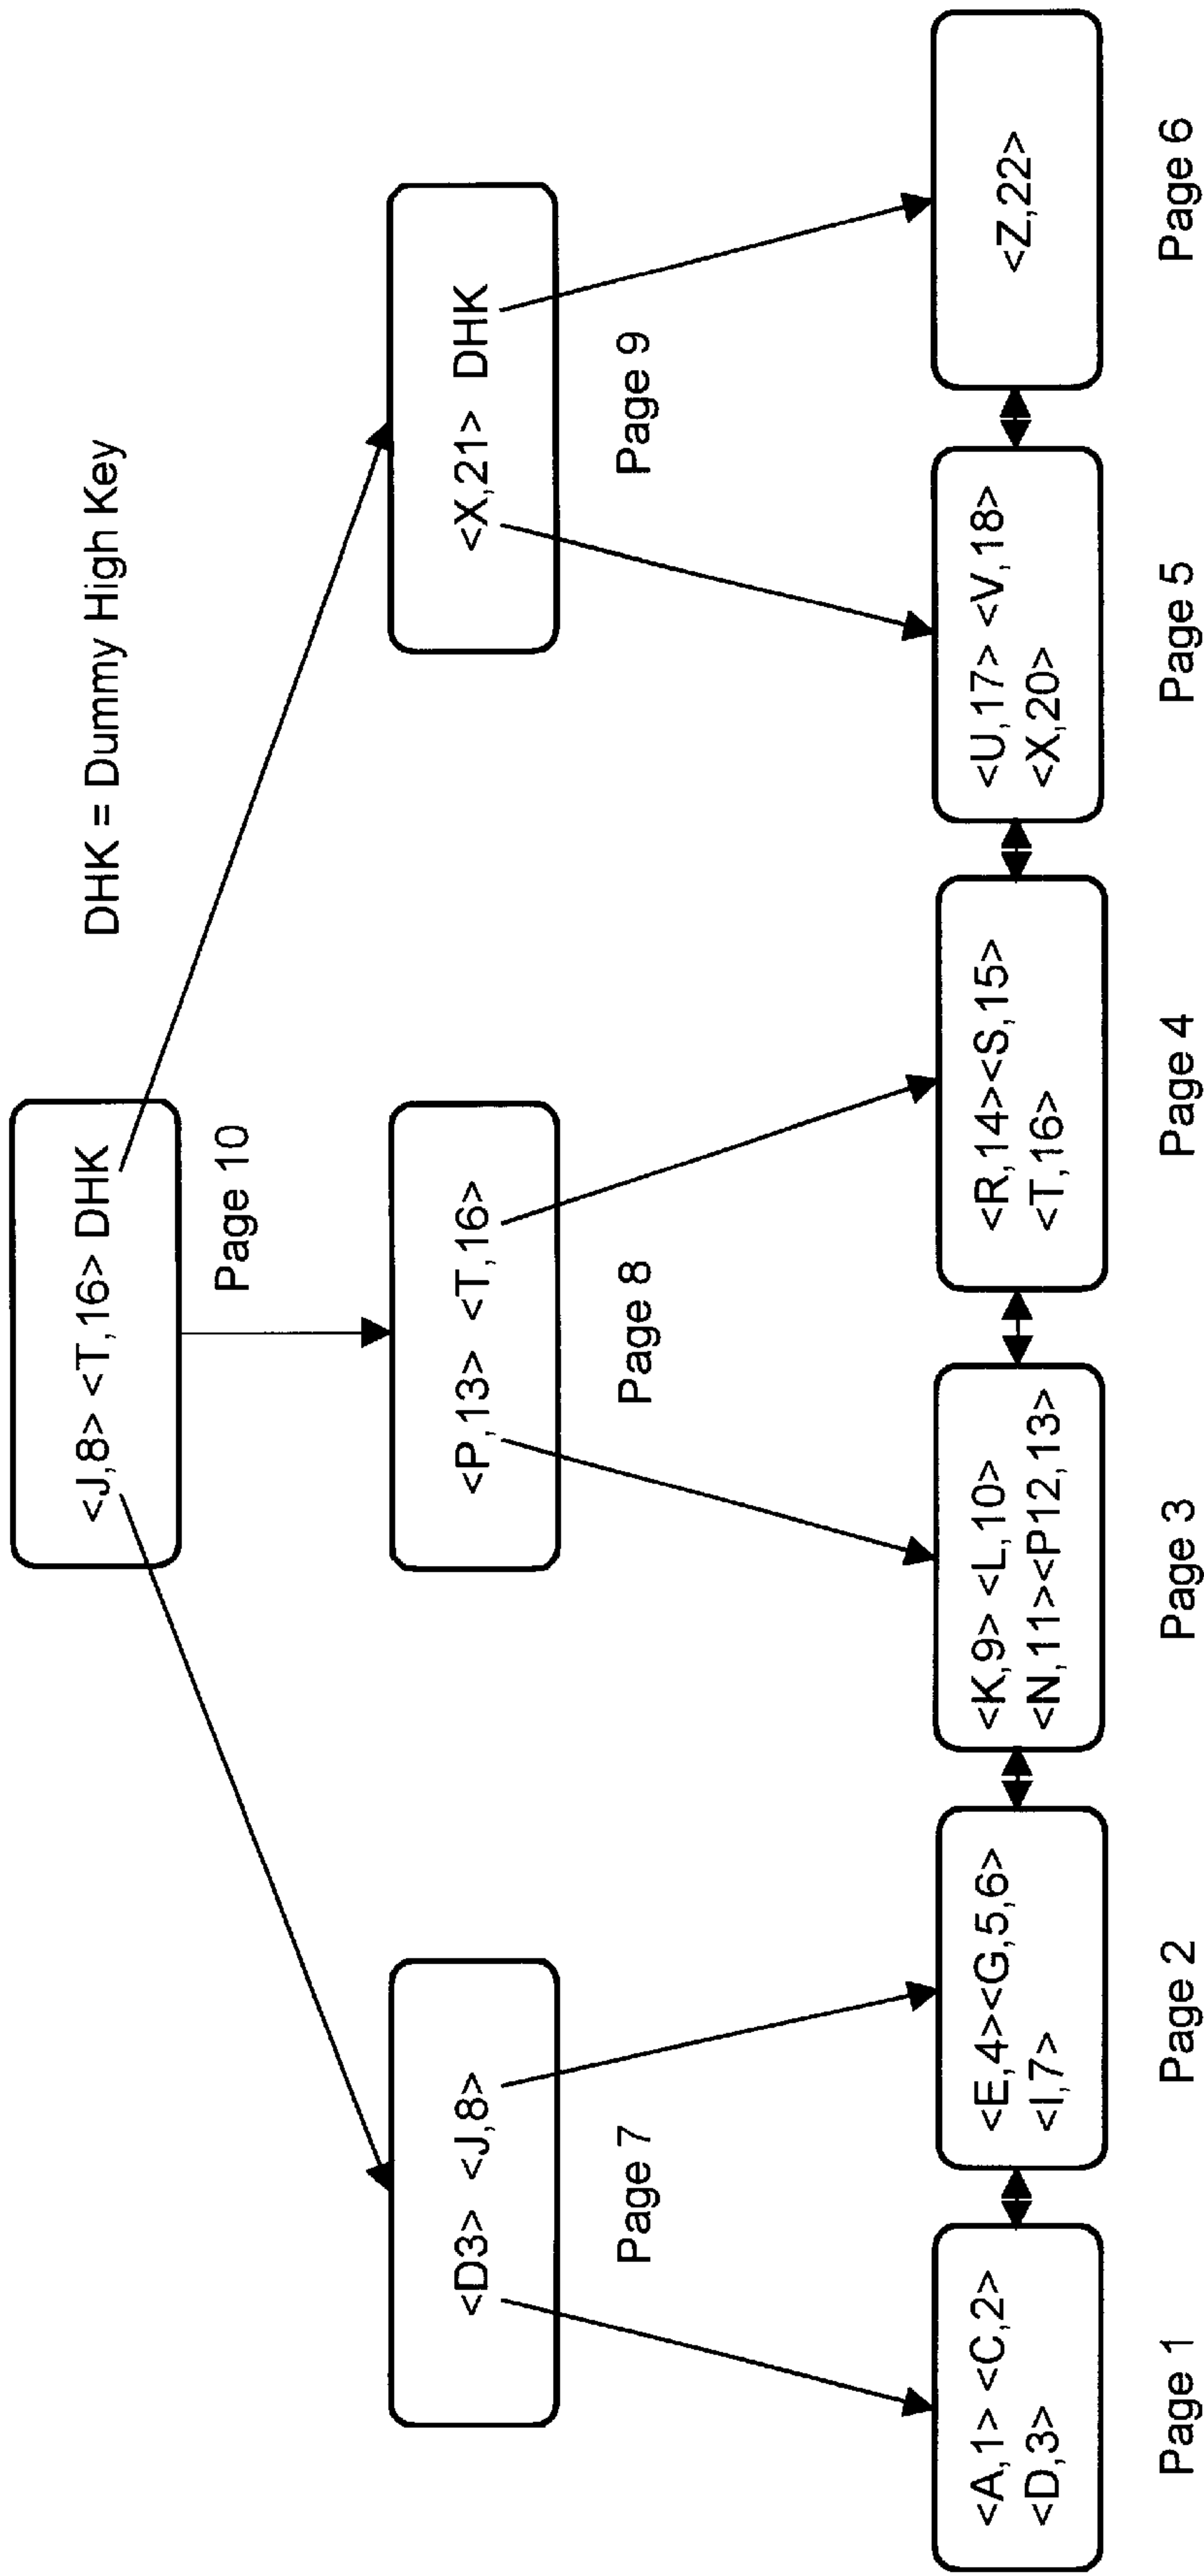 DHK = Dummy High Key
<J,8> <T,16> DHK
Page 10
<D3> <J,8>
Page 7
<P,13> <T,16>
Page 8
<X,21> DHK
Page 9
<A,1> <C,2>
<D,3>
Page 1
<E,4><G,5,6>
<I,7>
Page 2
<K,9> <L,10>
<N,11><P12,13>
Page 3
<R,14><S,15>
<T,16>
Page 4
<U,17> <V,18>
<X,20>
Page 5
<Z,22>
Page 6